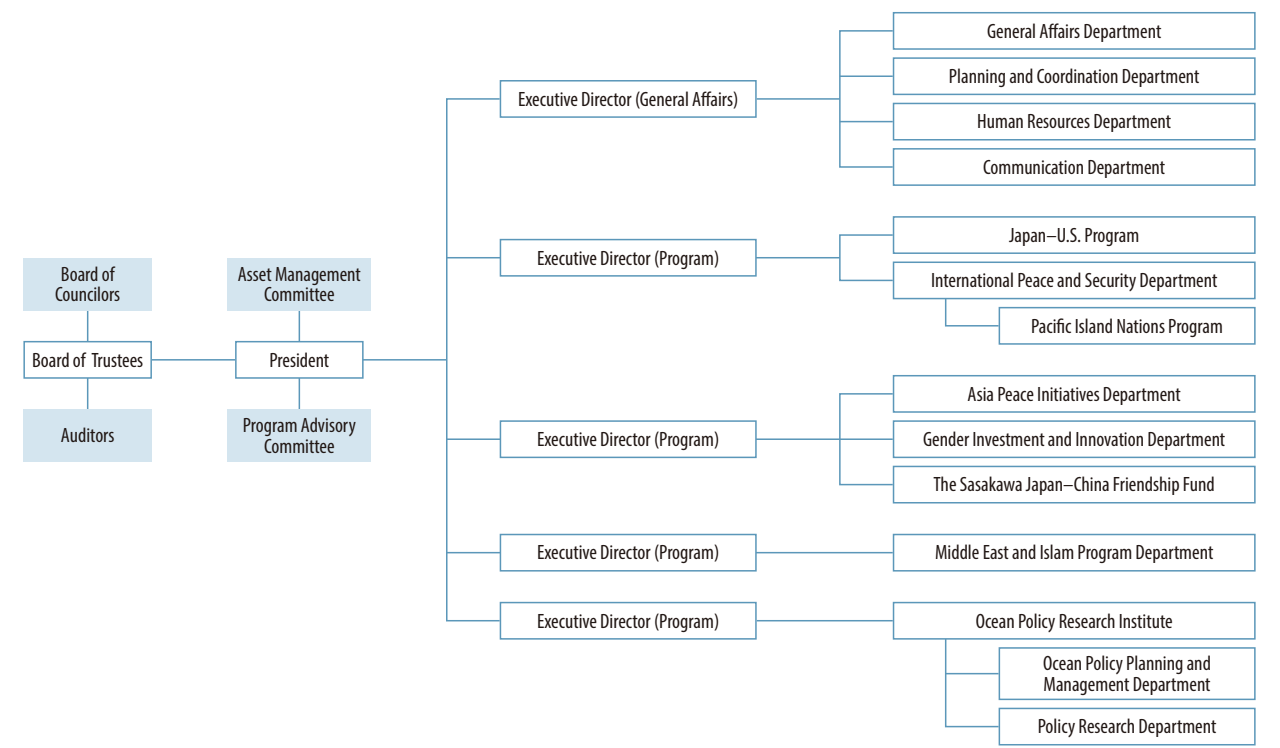 Board of
Councilors
Board of Trustees
Auditors
Asset Management
Committee
President
Program Advisory
Committee
Executive Director (General Affairs)
General Affairs Department
Planning and Coordination Department
Human Resources Department
Communication Department
Executive Director (Program)
Japan–U.S. Program
International Peace and Security Department
Pacific Island Nations Program
Executive Director (Program)
Asia Peace Initiatives Department
Gender Investment and Innovation Department
The Sasakawa Japan–China Friendship Fund
Executive Director (Program)
Middle East and Islam Program Department
Executive Director (Program)
Ocean Policy Research Institute
Ocean Policy Planning and
Management Department
Policy Research Department